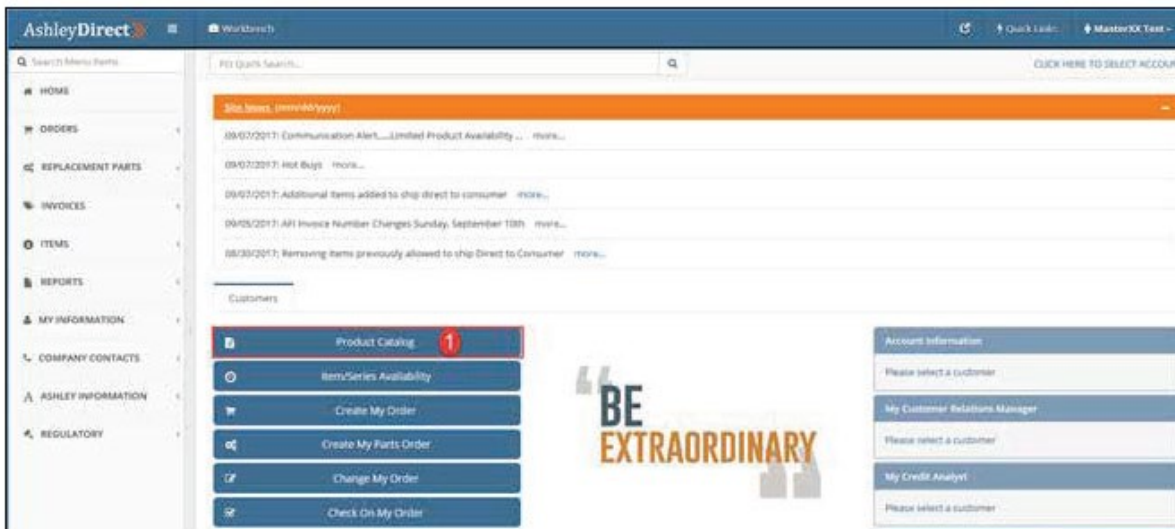 AshleyDirect
Workbench
Quick Links
MasterXX Test
Search Menu Items
PO Quick Search...
CLICK HERE TO SELECT ACCOUN
HOME
ORDERS
REPLACEMENT PARTS
INVOICES
ITEMS
REPORTS
MY INFORMATION
COMPANY CONTACTS
ASHLEY INFORMATION
REGULATORY
Site News (mm/dd/yyyy)
09/07/2017: Communication Alert.....Limited Product Availability ... more...
09/07/2017: Hot Buys more...
09/07/2017: Additional items added to ship direct to consumer more...
09/05/2017: AFI Invoice Number Changes Sunday, September 10th more...
08/30/2017: Removing items previously allowed to ship Direct to Consumer more...
Customers
Product Catalog 1
Item/Series Availability
Create My Order
Create My Parts Order
Change My Order
Check On My Order
“BE
EXTRAORDINARY”
Account Information
Please select a customer
My Customer Relations Manager
Please select a customer
My Credit Analyst
Please select a customer